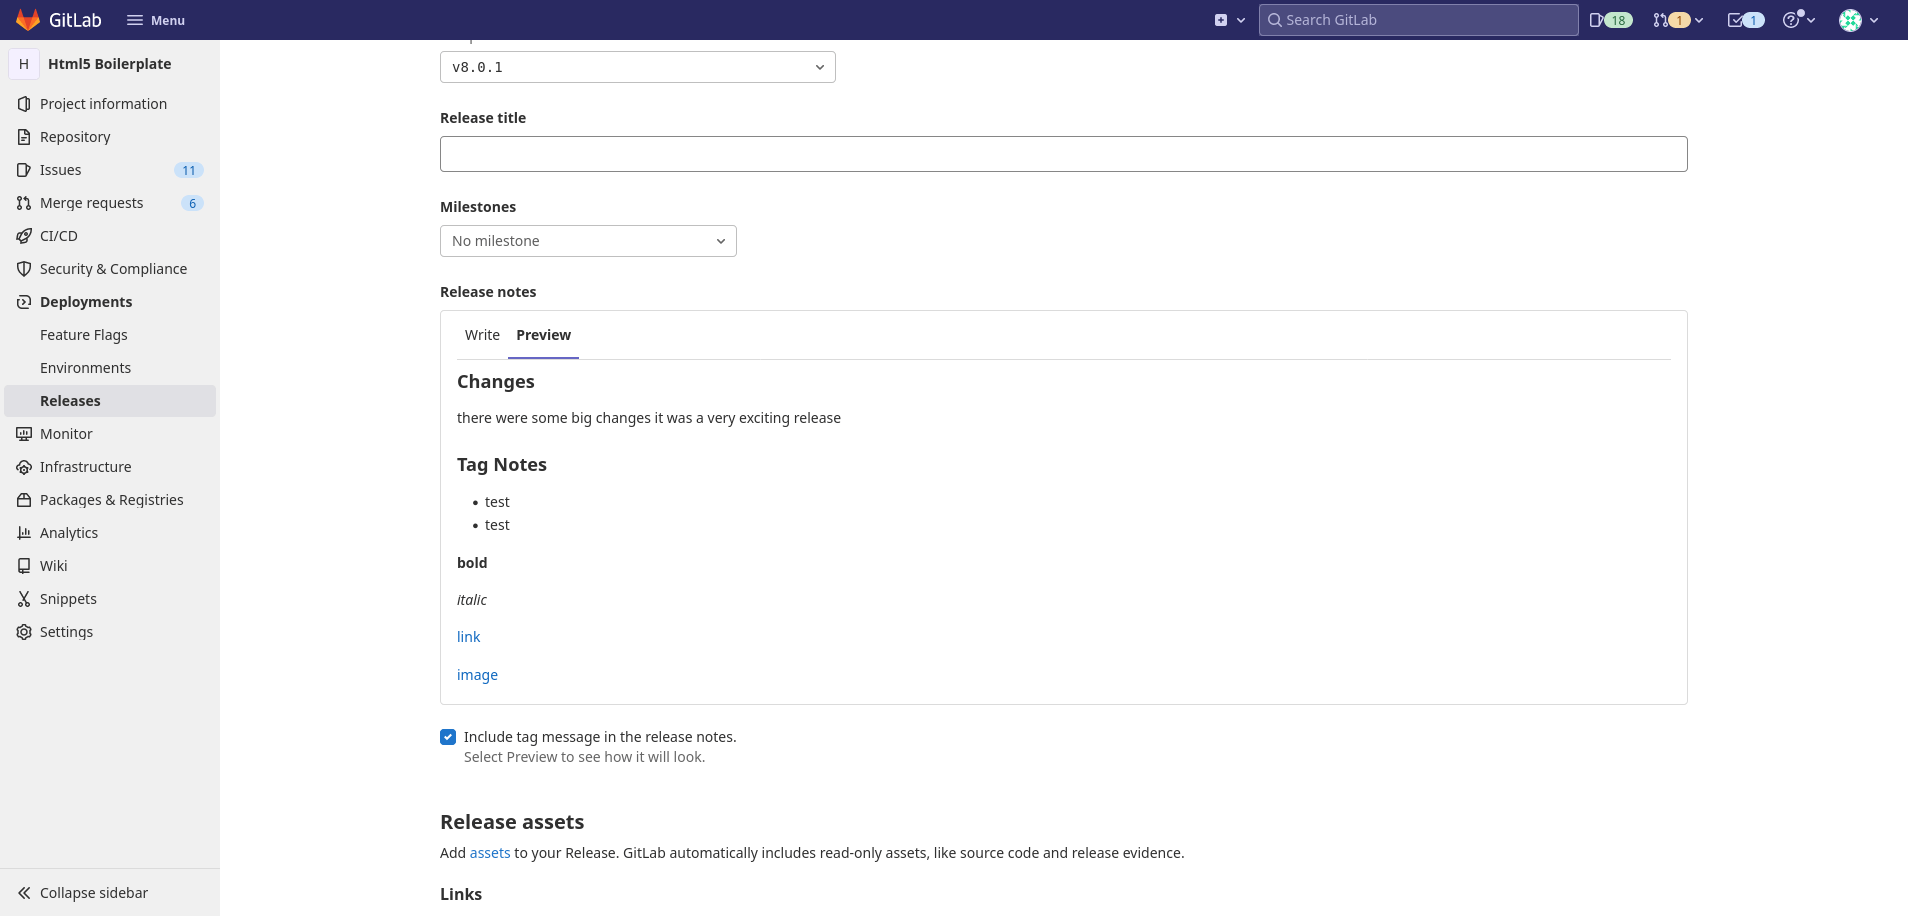 GitLab
Menu
Search GitLab
18
1
1
H
Html5 Boilerplate
Project information
Repository
Issues
11
Merge requests
6
CI/CD
Security & Compliance
Deployments
Feature Flags
Environments
Releases
Monitor
Infrastructure
Packages & Registries
Analytics
Wiki
Snippets
Settings
Collapse sidebar
v8.0.1
Release title
Milestones
No milestone
Release notes
Write
Preview
Changes
there were some big changes it was a very exciting release
Tag Notes
• test
• test
bold
italic
link
image
Include tag message in the release notes.
Select Preview to see how it will look.
Release assets
Add assets to your Release. GitLab automatically includes read-only assets, like source code and release evidence.
Links